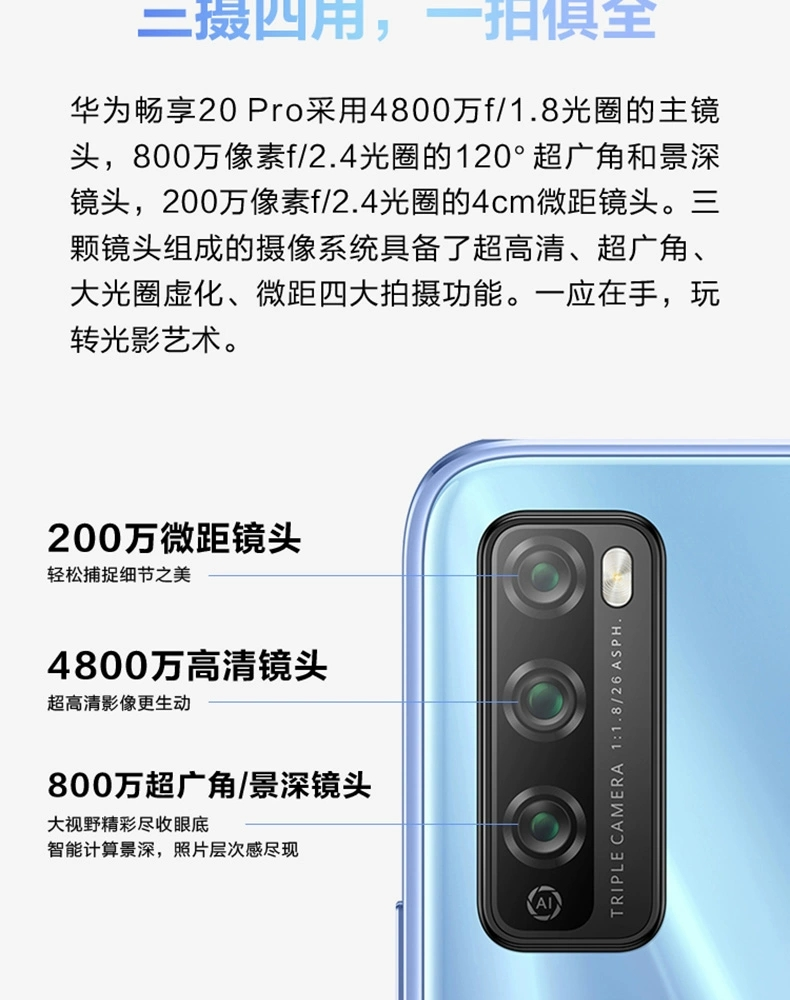 三摄四用，一拍俱全
华为畅享20 Pro采用4800万f/1.8光圈的主镜
头，800万像素f/2.4光圈的120°超广角和景深
镜头，200万像素f/2.4光圈的4cm微距镜头。三
颗镜头组成的摄像系统具备了超高清、超广角、
大光圈虚化、微距四大拍摄功能。一应在手，玩
转光影艺术。
200万微距镜头
轻松捕捉细节之美
4800万高清镜头
超高清影像更生动
800万超广角/景深镜头
大视野精彩尽收眼底
智能计算景深，照片层次感尽现
TRIPLE CAMERA 1:1.8/26 ASPH.
AI